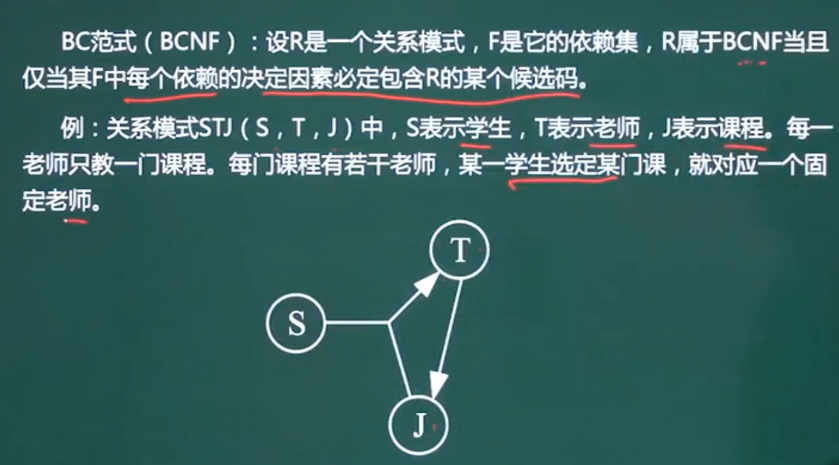 BC范式（BCNF）：设R是一个关系模式，F是它的依赖集，R属于BCNF当且
仅当其F中每个依赖的决定因素必定包含R的某个候选码。
例：关系模式STJ（S，T，J）中，S表示学生，T表示老师，J表示课程。每一
老师只教一门课程。每门课程有若干老师，某一学生选定某门课，就对应一个固
定老师。
T
S
J